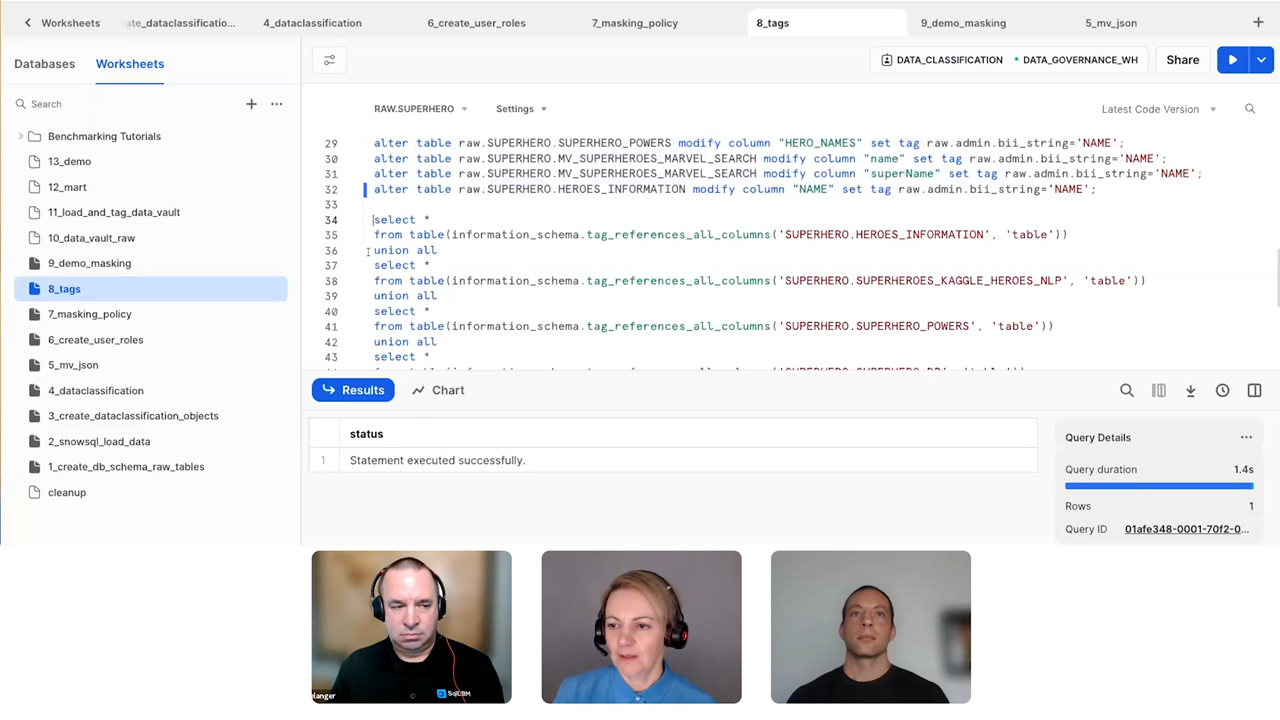 Worksheets
ate_dataclassificatio...
4_dataclassification
6_create_user_roles
7_masking_policy
8_tags
9_demo_masking
5_mv_json
Databases
Worksheets
DATA_CLASSIFICATION
DATA_GOVERNANCE_WH
Share
Search
Benchmarking Tutorials
13_demo
12_mart
11_load_and_tag_data_vault
10_data_vault_raw
9_demo_masking
8_tags
7_masking_policy
6_create_user_roles
5_mv_json
4_dataclassification
3_create_dataclassification_objects
2_snowsql_load_data
1_create_db_schema_raw_tables
cleanup
RAW.SUPERHERO
Settings
Latest Code Version
29 alter table raw.SUPERHERO.SUPERHERO_POWERS modify column "HERO_NAMES" set tag raw.admin.bii_string='NAME';
30 alter table raw.SUPERHERO.MV_SUPERHEROES_MARVEL_SEARCH modify column "name" set tag raw.admin.bii_string='NAME';
31 alter table raw.SUPERHERO.MV_SUPERHEROES_MARVEL_SEARCH modify column "superName" set tag raw.admin.bii_string='NAME';
32 alter table raw.SUPERHERO.HEROES_INFORMATION modify column "NAME" set tag raw.admin.bii_string='NAME';
33
34 select *
35 from table(information_schema.tag_references_all_columns('SUPERHERO.HEROES_INFORMATION', 'table'))
36 union all
37 select *
38 from table(information_schema.tag_references_all_columns('SUPERHERO.SUPERHEROES_KAGGLE_HEROES_NLP', 'table'))
39 union all
40 select *
41 from table(information_schema.tag_references_all_columns('SUPERHERO.SUPERHERO_POWERS', 'table'))
42 union all
43 select *
Results
Chart
status
1 Statement executed successfully.
Query Details
Query duration 1.4s
Rows 1
Query ID 01afe348-0001-70f2-0...
elanger
SqlDBM